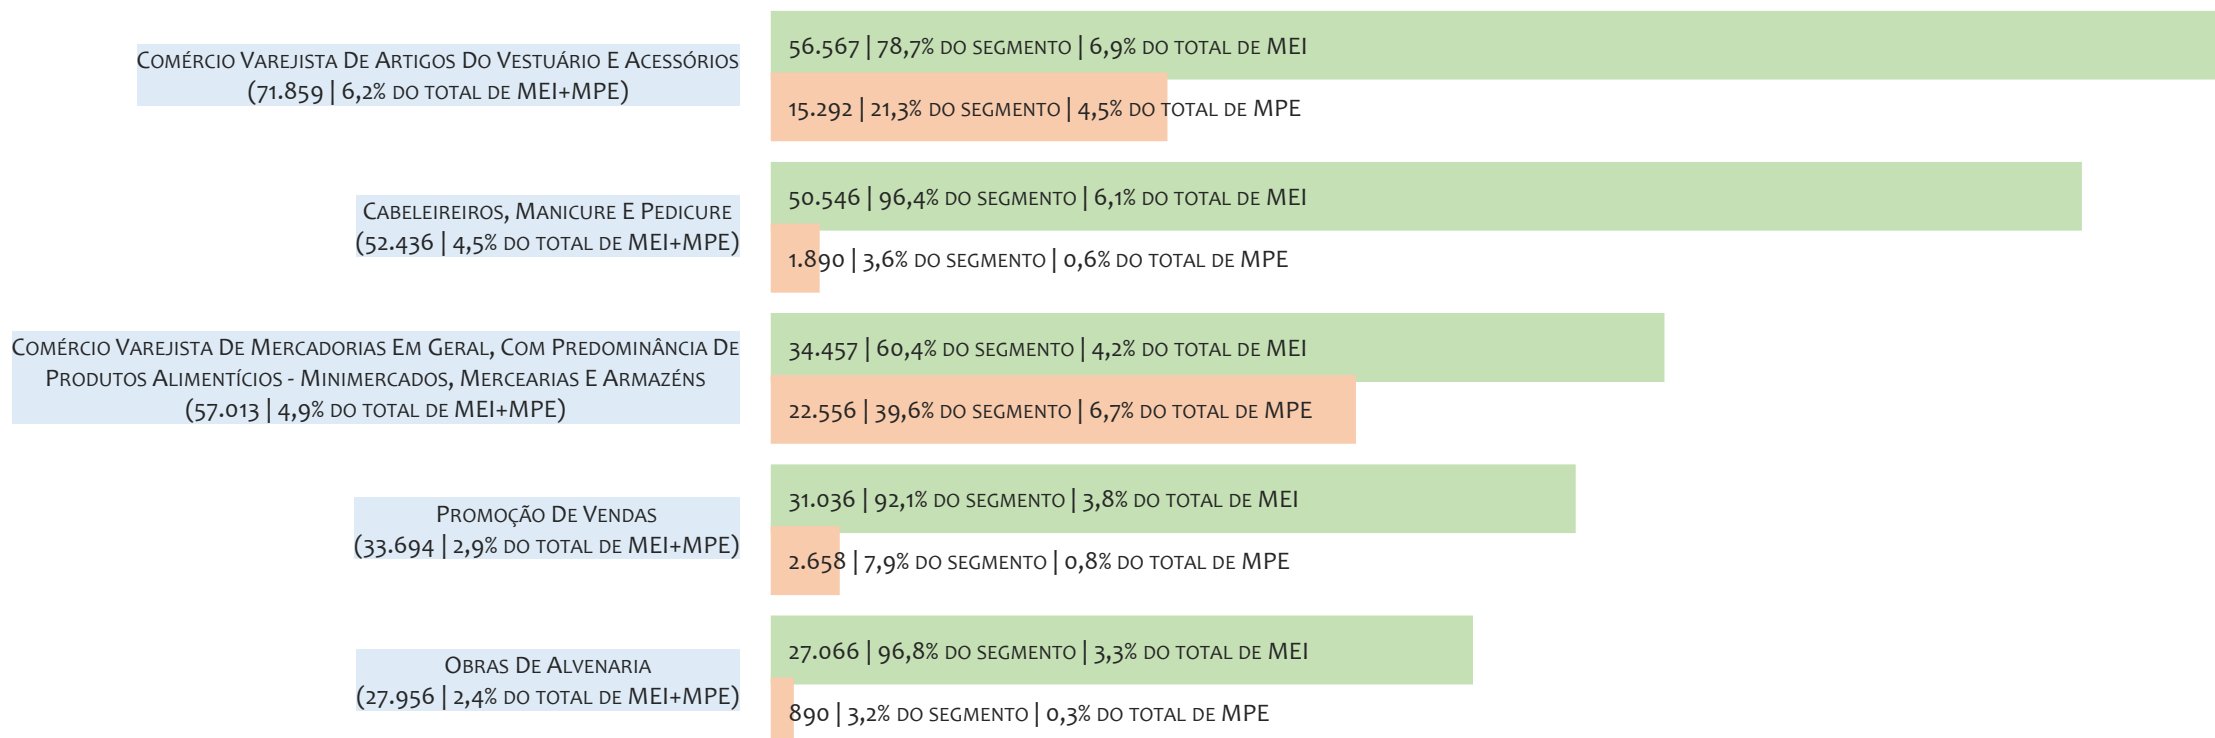 Comércio Varejista De Artigos Do Vestuário E Acessórios
(71.859 | 6,2% do total de MEI+MPE)
56.567 | 78,7% do segmento | 6,9% do total de MEI
15.292 | 21,3% do segmento | 4,5% do total de MPE
Cabeleireiros, Manicure E Pedicure
(52.436 | 4,5% do total de MEI+MPE)
50.546 | 96,4% do segmento | 6,1% do total de MEI
1.890 | 3,6% do segmento | 0,6% do total de MPE
Comércio Varejista De Mercadorias Em Geral, Com Predominância De
Produtos Alimentícios - Minimercados, Mercearias E Armazéns
(57.013 | 4,9% do total de MEI+MPE)
34.457 | 60,4% do segmento | 4,2% do total de MEI
22.556 | 39,6% do segmento | 6,7% do total de MPE
Promoção De Vendas
(33.694 | 2,9% do total de MEI+MPE)
31.036 | 92,1% do segmento | 3,8% do total de MEI
2.658 | 7,9% do segmento | 0,8% do total de MPE
Obras De Alvenaria
(27.956 | 2,4% do total de MEI+MPE)
27.066 | 96,8% do segmento | 3,3% do total de MEI
890 | 3,2% do segmento | 0,3% do total de MPE